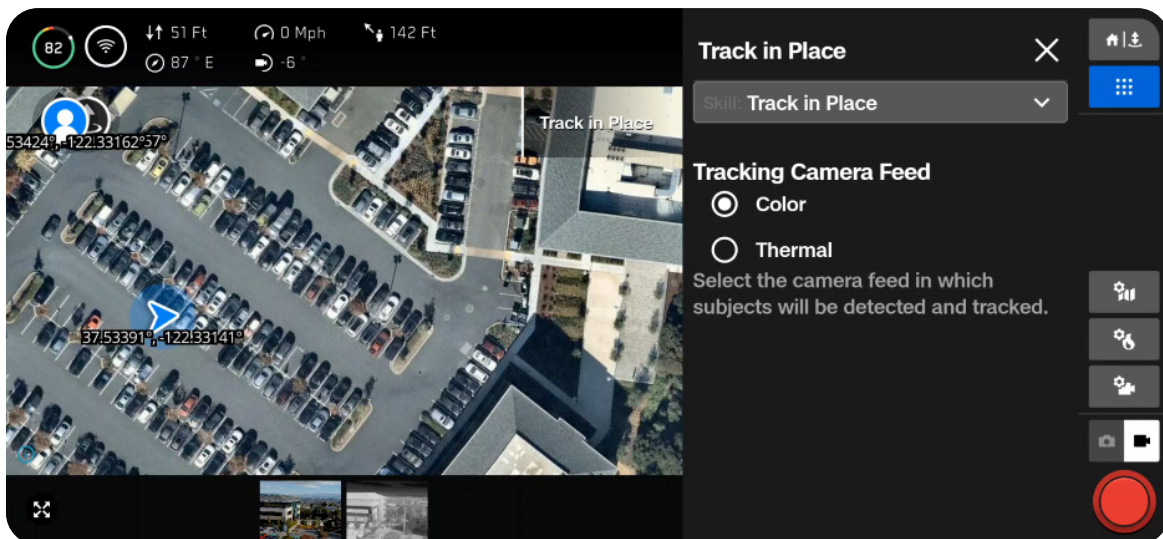 82
51 Ft
0 Mph
142 Ft
87 ° E
-6 °
Track in Place
53424°, -122.33162°57°
37.53391°, -122.33141°
Track in Place
Skill: Track in Place
Tracking Camera Feed
Color
Thermal
Select the camera feed in which
subjects will be detected and tracked.